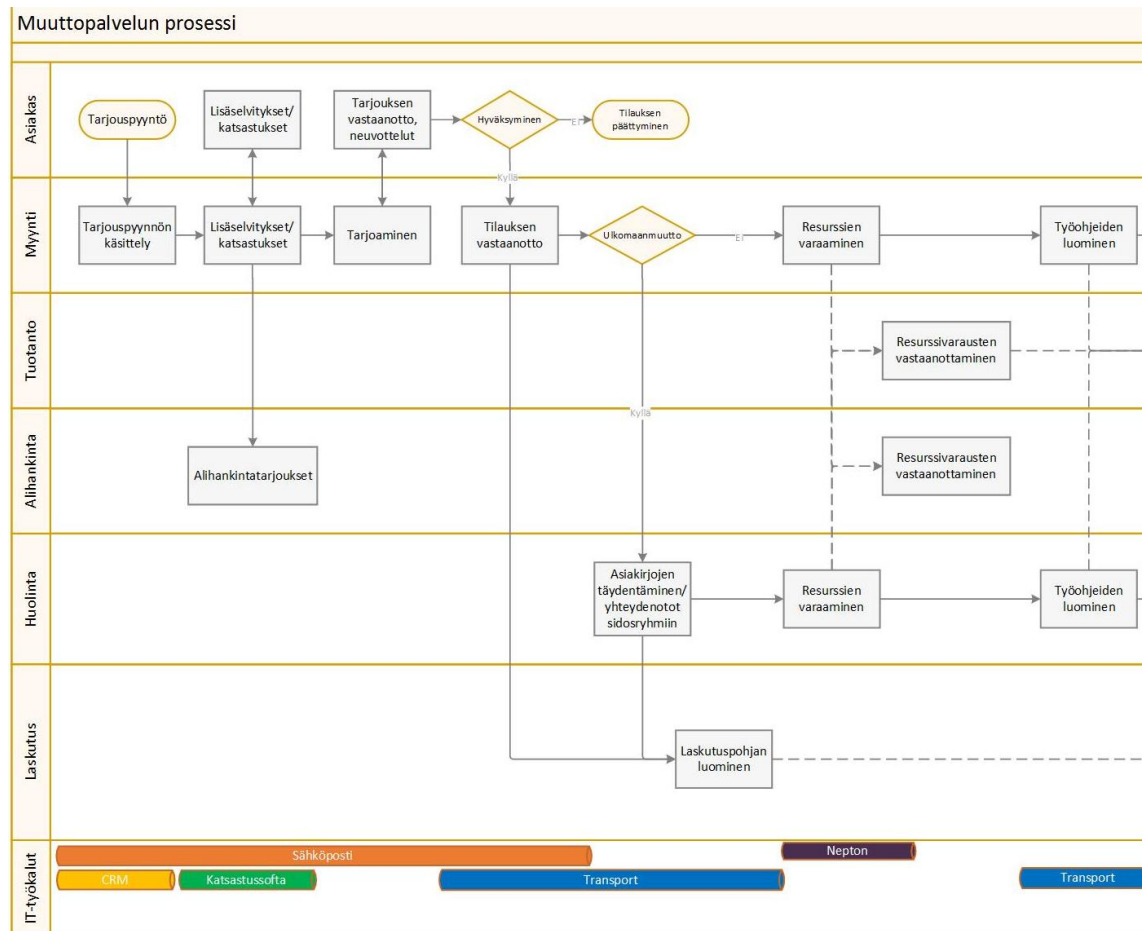 Muuttopalvelun prosessi
Asiakas
Tarjouspyyntö
Lisäselvitykset/
katsastukset
Tarjouksen
vastaanotto,
neuvottelut
Hyväksyminen
Ei
Tilauksen
päättyminen
Kyllä
Myynti
Tarjouspyynnön
käsittely
Lisäselvitykset/
katsastukset
Tarjoaminen
Tilauksen
vastaanotto
Ulkomaanmuutto
Ei
Resurssien
varaaminen
Työohjeiden
luominen
Tuotanto
Resurssivarausten
vastaanottaminen
Kyllä
Alihankinta
Alihankintatarjoukset
Resurssivarausten
vastaanottaminen
Huolinta
Asiakirjojen
täydentäminen/
yhteydenotot
sidosryhmiin
Resurssien
varaaminen
Työohjeiden
luominen
Laskutus
Laskutuspohjan
luominen
IT-työkalut
Sähköposti
Nepton
CRM
Katsastussofta
Transport
Transport